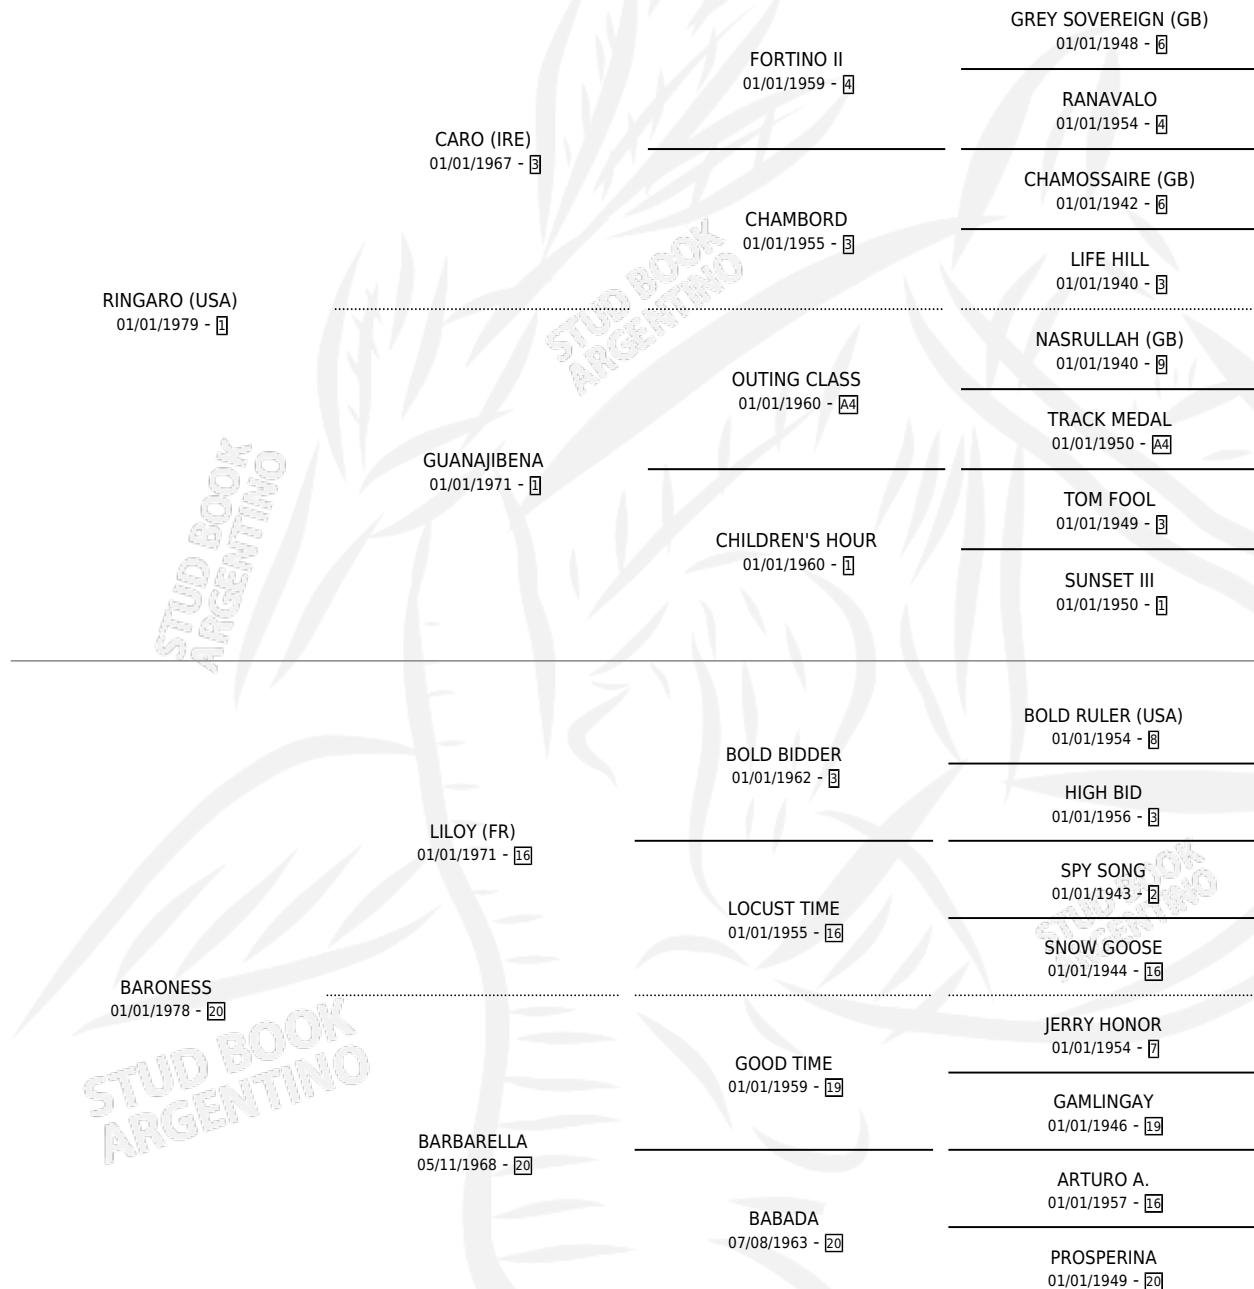 GREY SOVEREIGN (GB)
01/01/1948 - 6
FORTINO II
01/01/1959 - 4
RANAVALO
01/01/1954 - 4
CARO (IRE)
01/01/1967 - 3
CHAMOSSAIRE (GB)
01/01/1942 - 6
CHAMBORD
01/01/1955 - 3
LIFE HILL
01/01/1940 - 3
RINGARO (USA)
01/01/1979 - 1
NASRULLAH (GB)
01/01/1940 - 9
OUTING CLASS
01/01/1960 - A4
TRACK MEDAL
01/01/1950 - A4
GUANAJIBENA
01/01/1971 - 1
TOM FOOL
01/01/1949 - 3
CHILDREN'S HOUR
01/01/1960 - 1
SUNSET III
01/01/1950 - 1
BOLD RULER (USA)
01/01/1954 - 8
BOLD BIDDER
01/01/1962 - 3
HIGH BID
01/01/1956 - 3
LILOY (FR)
01/01/1971 - 16
SPY SONG
01/01/1943 - 2
LOCUST TIME
01/01/1955 - 16
SNOW GOOSE
01/01/1944 - 16
BARONESS
01/01/1978 - 20
JERRY HONOR
01/01/1954 - 7
GOOD TIME
01/01/1959 - 19
GAMLINGAY
01/01/1946 - 19
BARBARELLA
05/11/1968 - 20
ARTURO A.
01/01/1957 - 16
BABADA
07/08/1963 - 20
PROSPERINA
01/01/1949 - 20
STUD BOOK
ARGENTINO
STUD BOOK
ARGENTINO
STUD BOOK
ARGENTINO
STUD BOOK
ARGENTINO